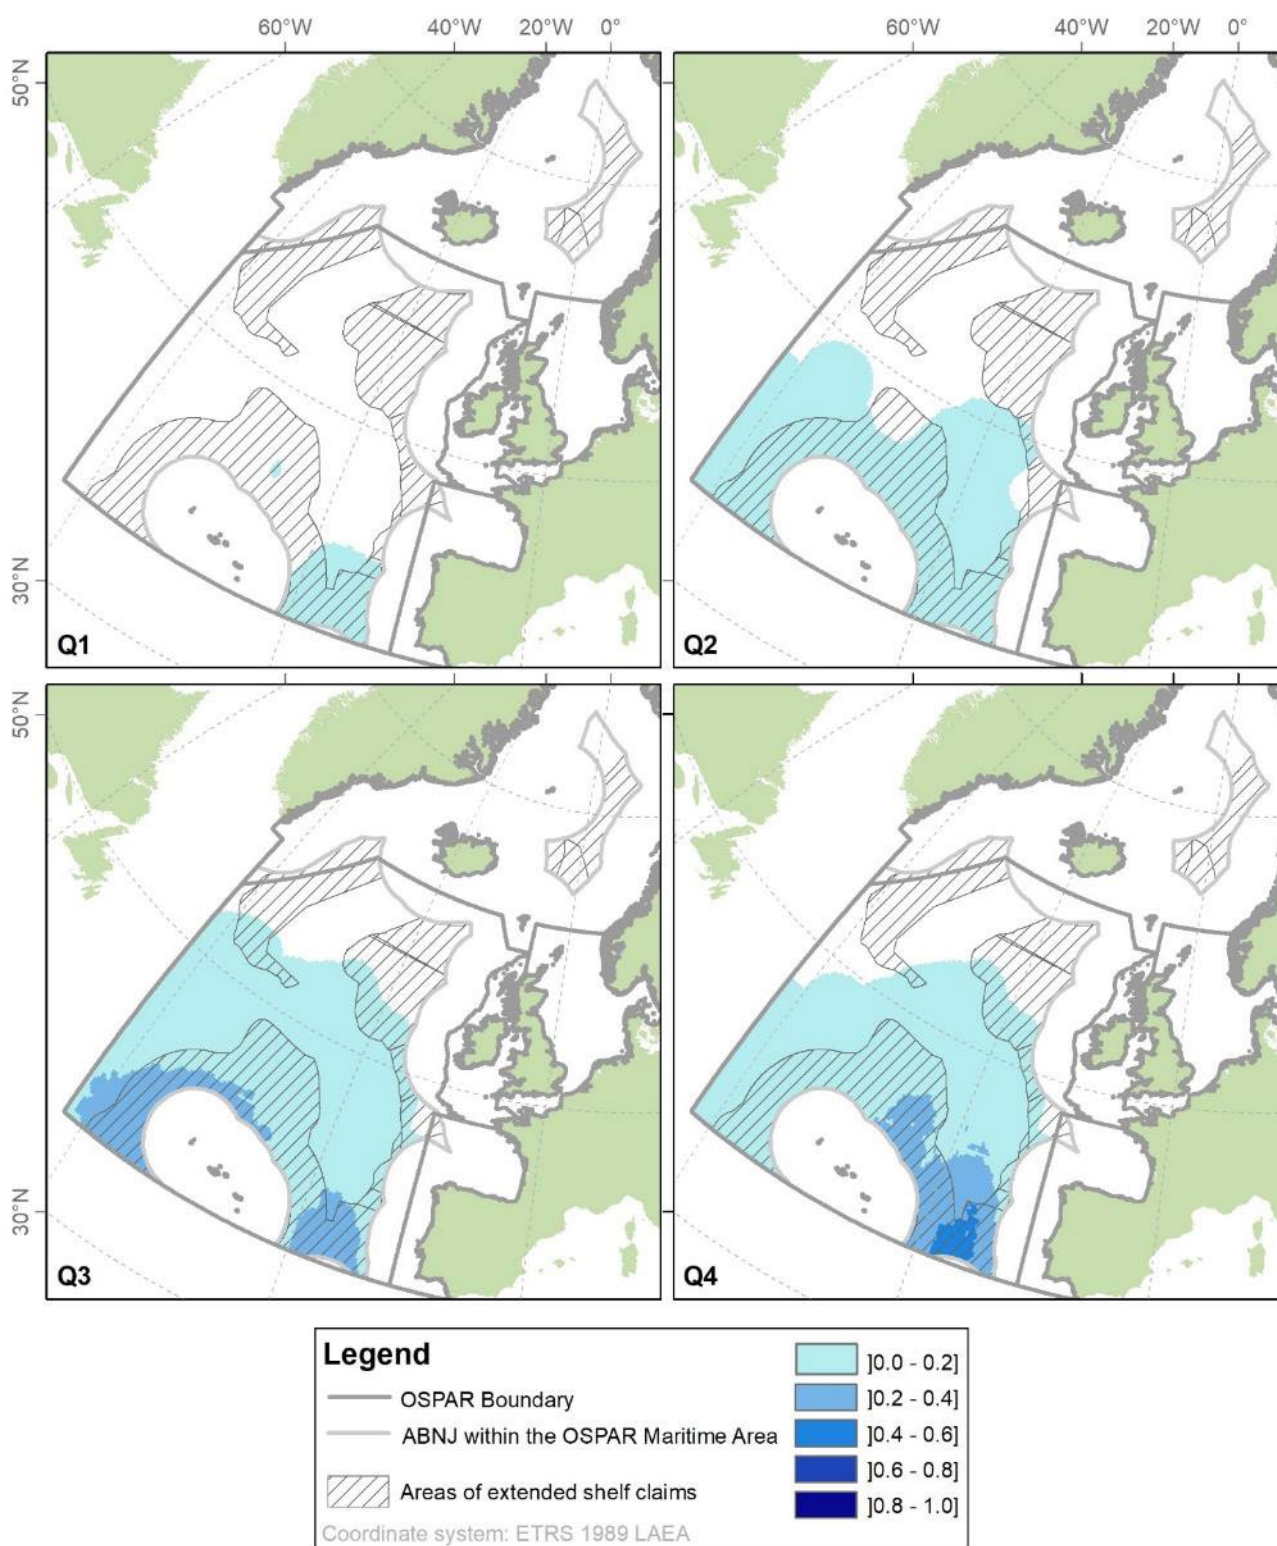 60°W 40°W 20°W 0° 60°W 40°W 20°W 0°
50°N
30°N
Q1 Q2
50°N
30°N
Q3 Q4
Legend
OSPAR Boundary
ABNJ within the OSPAR Maritime Area
Areas of extended shelf claims
Coordinate system: ETRS 1989 LAEA
]0.0 - 0.2]
]0.2 - 0.4]
]0.4 - 0.6]
]0.6 - 0.8]
]0.8 - 1.0]